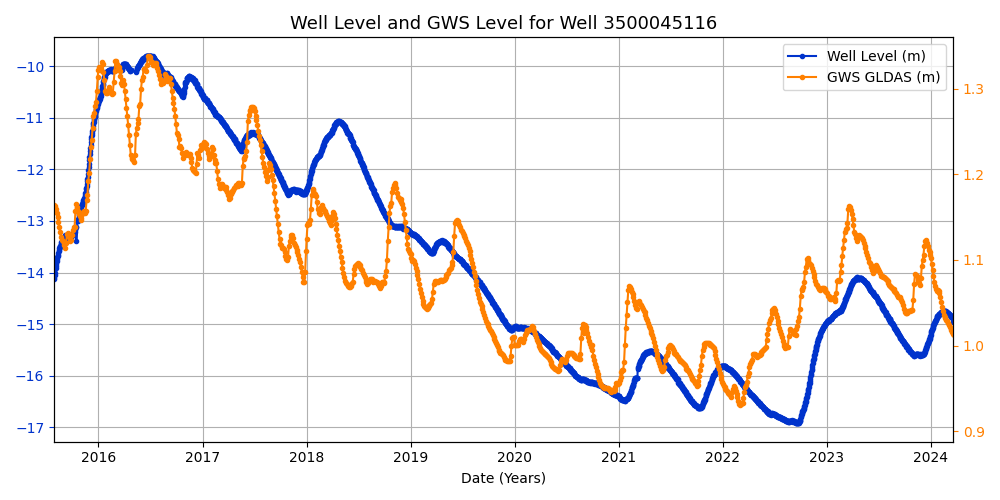 Well Level and GWS Level for Well 3500045116
Well Level (m)
GWS GLDAS (m)
−10
−11
−12
−13
−14
−15
−16
−17
1.3
1.2
1.1
1.0
0.9
2016 2017 2018 2019 2020 2021 2022 2023 2024
Date (Years)